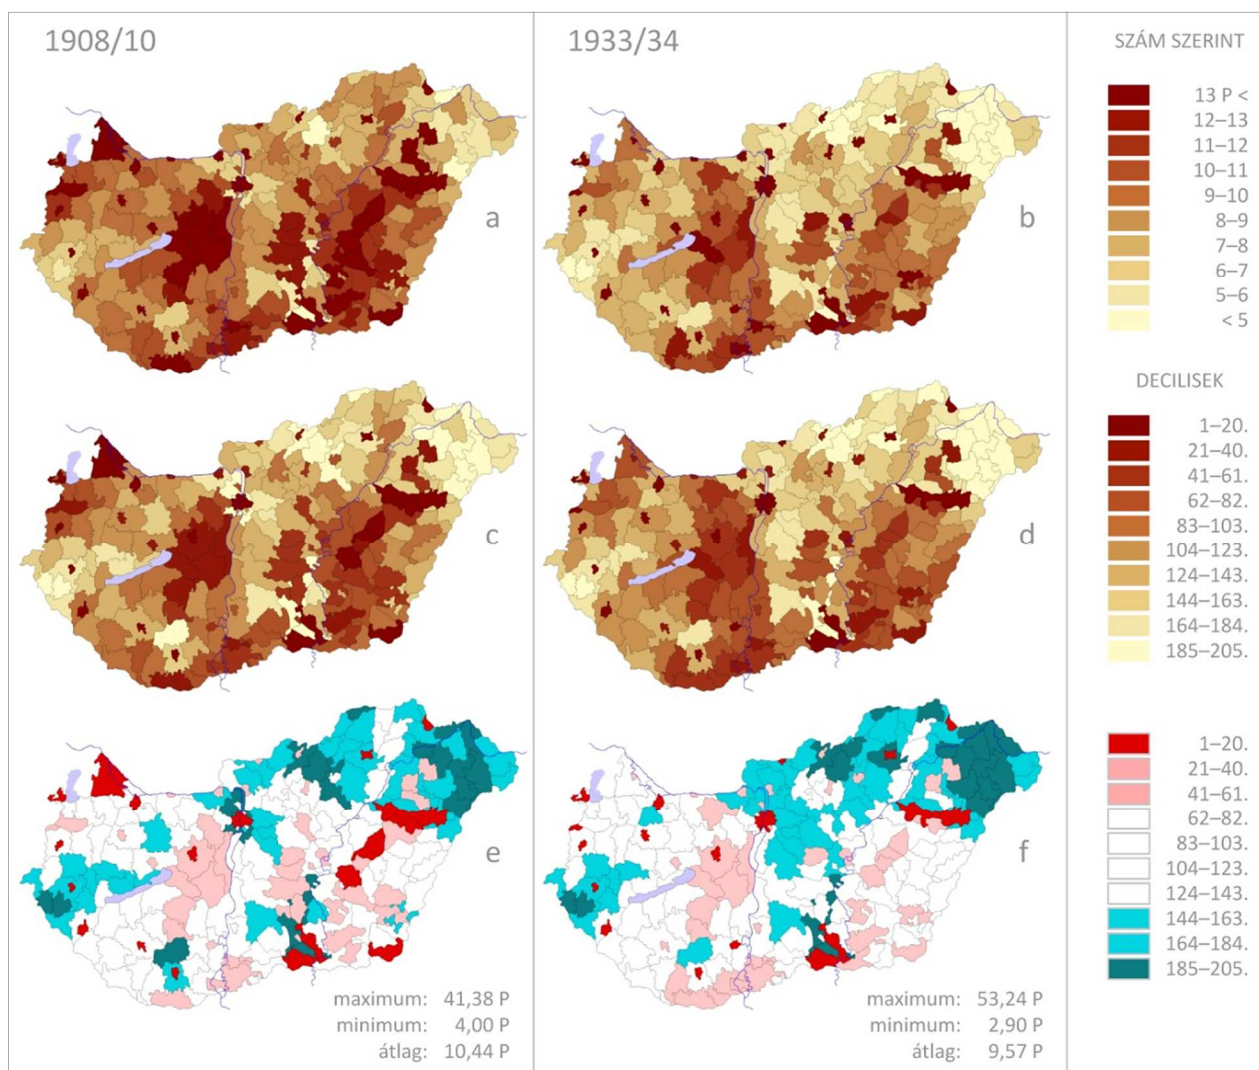 1908/10
1933/34
SZÁM SZERINT
13 P <
12–13
11–12
10–11
9–10
8–9
7–8
6–7
5–6
< 5
a
b
DECILISEK
1–20.
21–40.
41–61.
62–82.
83–103.
104–123.
124–143.
144–163.
164–184.
185–205.
c
d
1–20.
21–40.
41–61.
62–82.
83–103.
104–123.
124–143.
144–163.
164–184.
185–205.
e
f
maximum: 41,38 P
minimum: 4,00 P
átlag: 10,44 P
maximum: 53,24 P
minimum: 2,90 P
átlag: 9,57 P